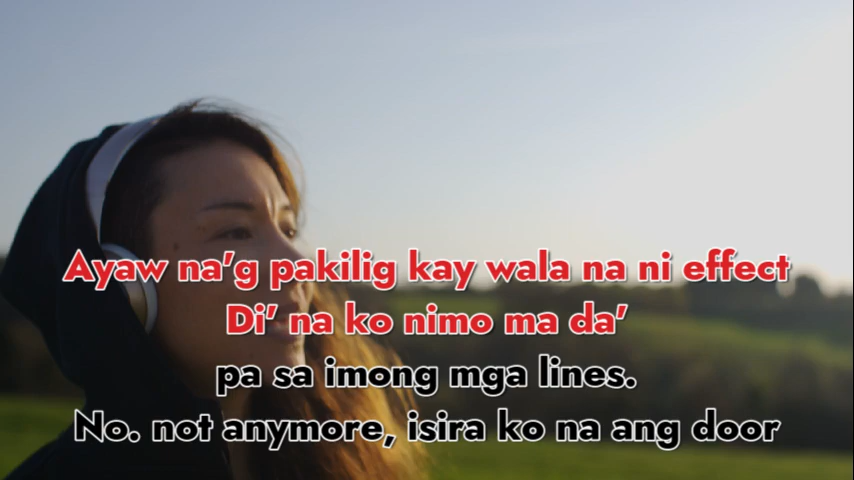 Ayaw na'g pakilig kay wala na ni effect
Di' na ko nimo ma da'
pa sa imong mga lines.
No. not anymore, isira ko na ang door